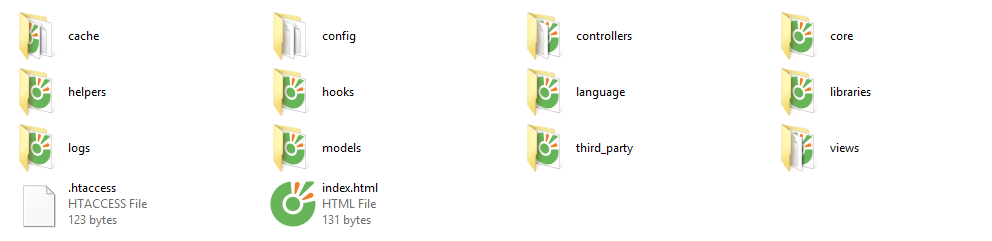 cache
config
controllers
core
helpers
hooks
language
libraries
logs
models
third_party
views
.htaccess
HTACCESS File
123 bytes
index.html
HTML File
131 bytes